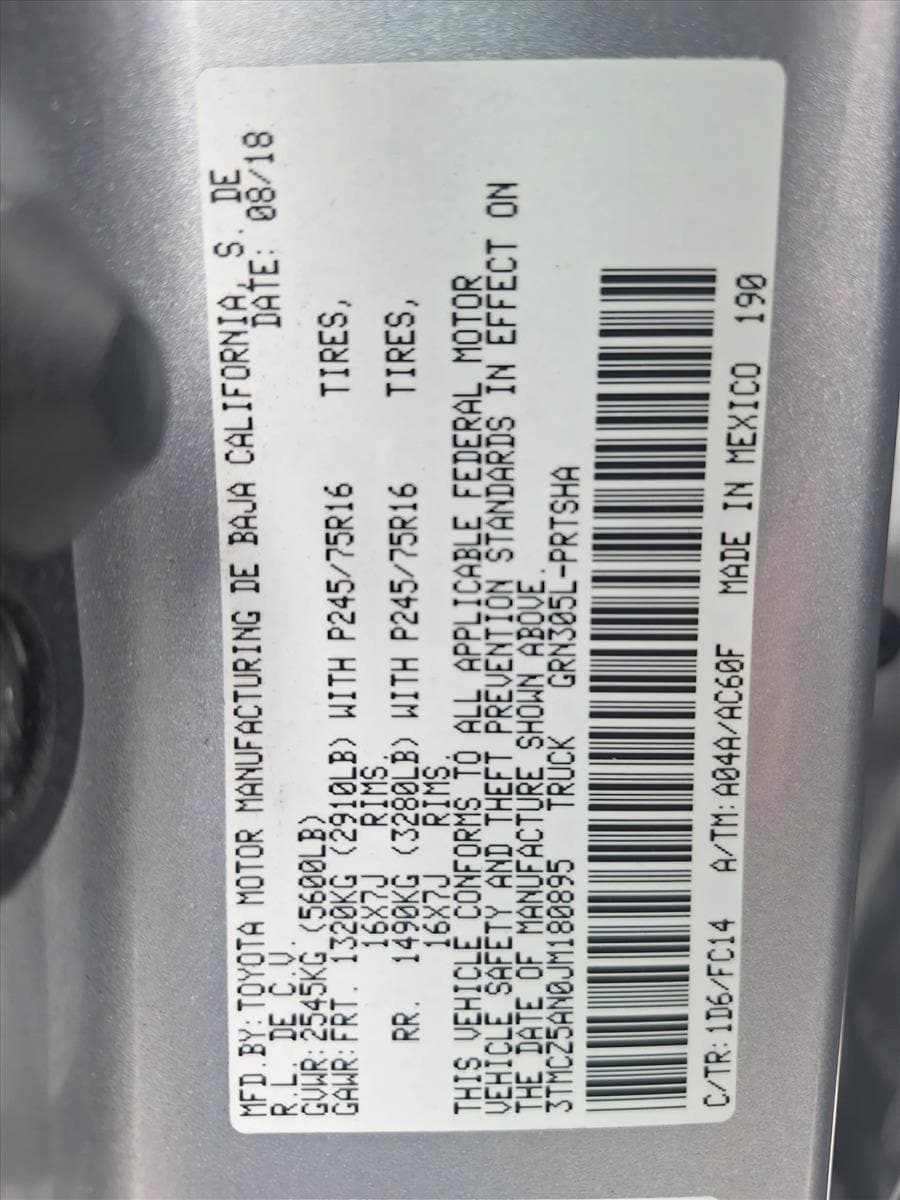 MFD.BY: TOYOTA MOTOR MANUFACTURING DE BAJA CALIFORNIA, S. DE
R.L. DE C.V. DATE: 08/18
GVWR: 2545KG (5600LB)
GAWR: FRT. 1320KG (2910LB) WITH P245/75R16 TIRES,
16X7J RIMS.
RR. 1490KG (3280LB) WITH P245/75R16 TIRES,
16X7J RIMS.
THIS VEHICLE CONFORMS TO ALL APPLICABLE FEDERAL MOTOR
VEHICLE SAFETY AND THEFT PREVENTION STANDARDS IN EFFECT ON
THE DATE OF MANUFACTURE SHOWN ABOVE.
3TMCZ5AN0JM180895 TRUCK GRN305L-PRTSHA
C/TR: 1D6/FC14 A/TM: A04A/AC60F MADE IN MEXICO 190